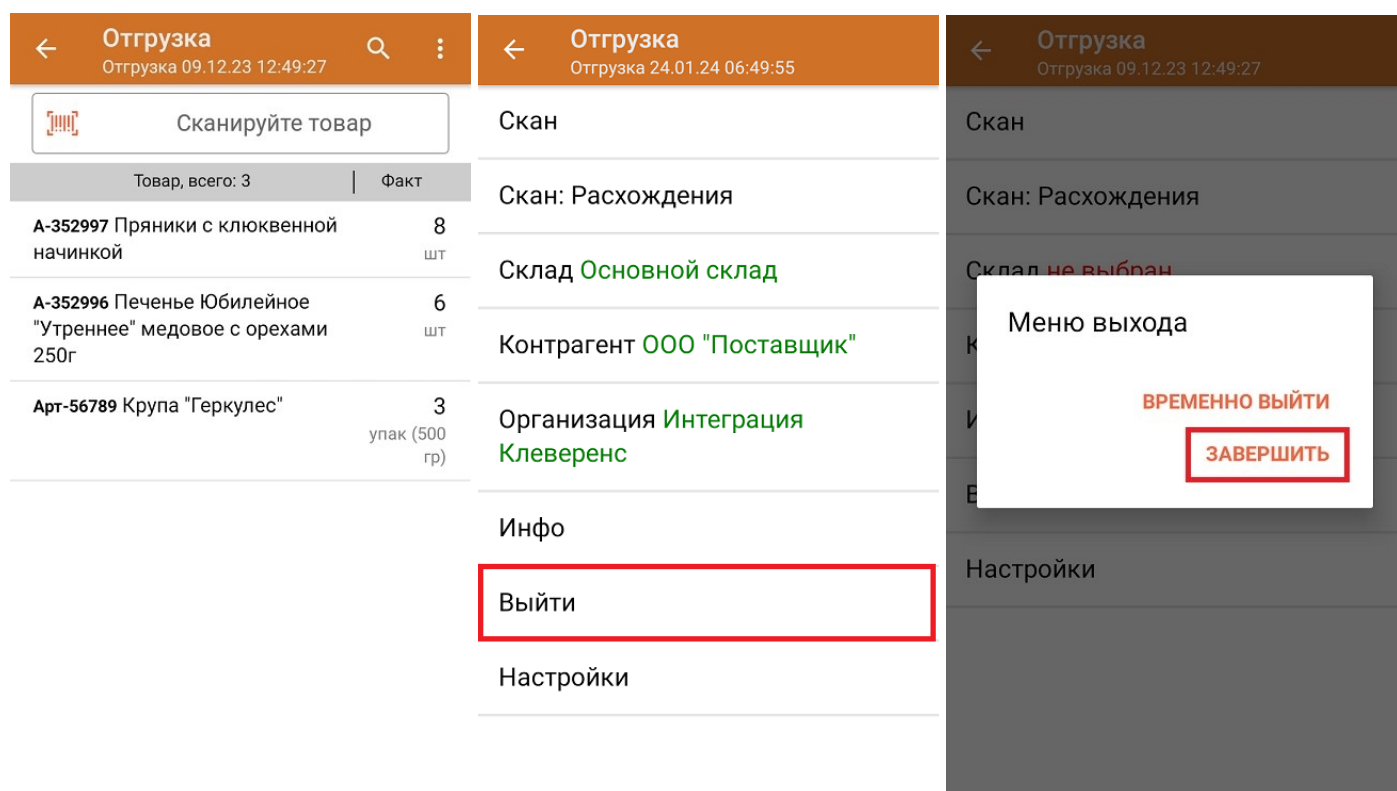 Отгрузка
Отгрузка 09.12.23 12:49:27
Сканируйте товар
Товар, всего: 3
Факт
А-352997 Пряники с клюквенной
начинкой
8
шт
А-352996 Печенье Юбилейное
"Утреннее" медовое с орехами
250г
6
шт
Арт-56789 Крупа "Геркулес"
3
упак (500
гр)
Отгрузка
Отгрузка 24.01.24 06:49:55
Скан
Скан: Расхождения
Склад Основной склад
Контрагент ООО "Поставщик"
Организация Интеграция
Клеверенс
Инфо
Выйти
Настройки
Отгрузка
Отгрузка 09.12.23 12:49:27
Скан
Скан: Расхождения
Склад не выбран
Меню выхода
ВРЕМЕННО ВЫЙТИ
ЗАВЕРШИТЬ
Настройки